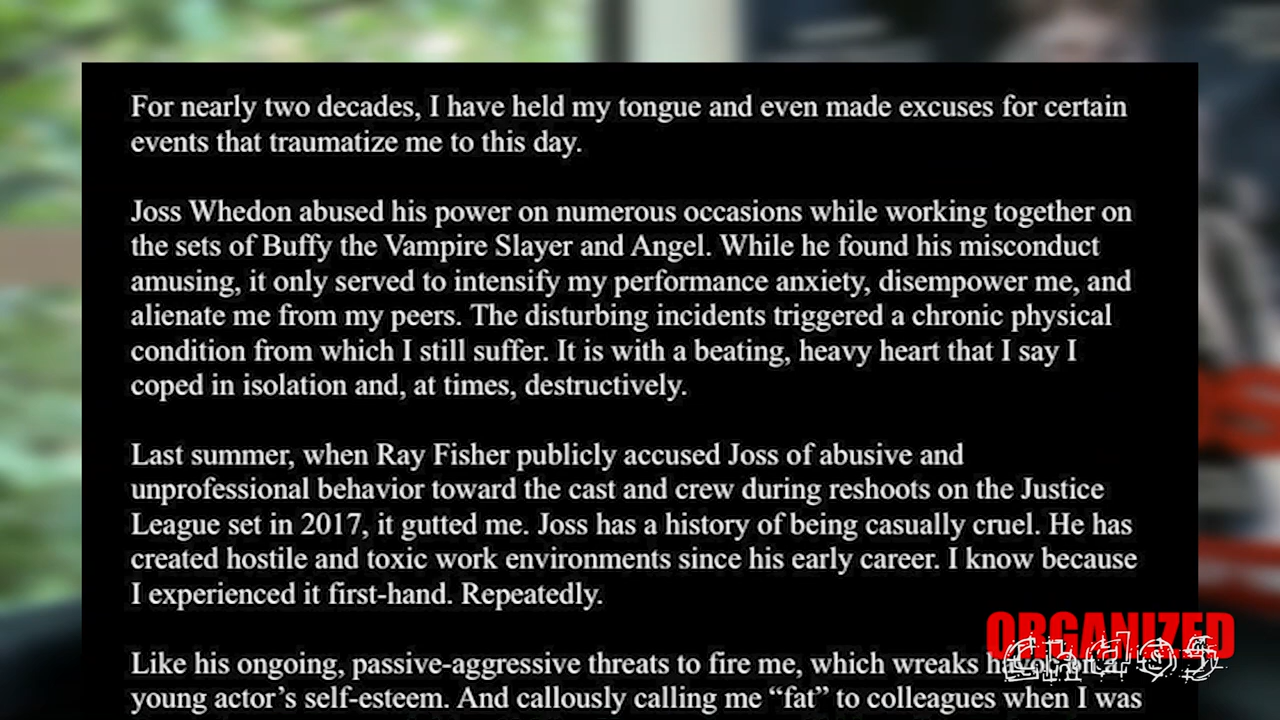 For nearly two decades, I have held my tongue and even made excuses for certain
events that traumatize me to this day.
Joss Whedon abused his power on numerous occasions while working together on
the sets of Buffy the Vampire Slayer and Angel. While he found his misconduct
amusing, it only served to intensify my performance anxiety, disempower me, and
alienate me from my peers. The disturbing incidents triggered a chronic physical
condition from which I still suffer. It is with a beating, heavy heart that I say I
coped in isolation and, at times, destructively.
Last summer, when Ray Fisher publicly accused Joss of abusive and
unprofessional behavior toward the cast and crew during reshoots on the Justice
League set in 2017, it gutted me. Joss has a history of being casually cruel. He has
created hostile and toxic work environments since his early career. I know because
I experienced it first-hand. Repeatedly.
Like his ongoing, passive-aggressive threats to fire me, which wreaks
young actor’s self-esteem. And callously calling me “fat” to colleagues when I was
ORGANIZED
CHAOS